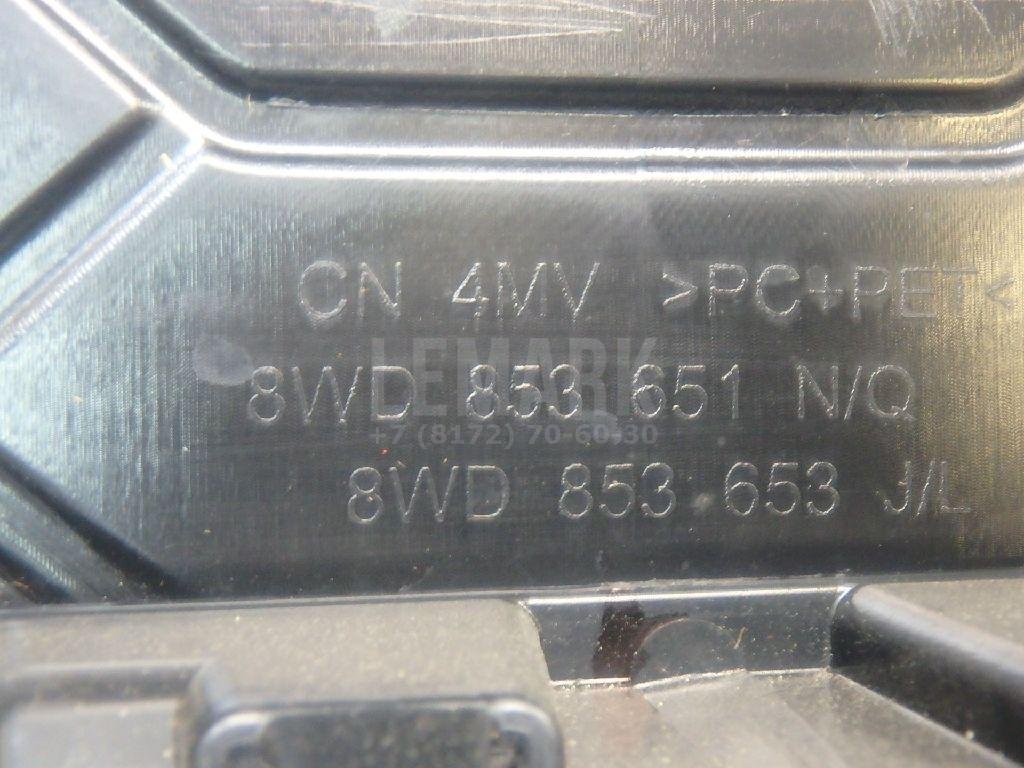 CN 4MV >PC+PET<
LEMARK
8WD 853 651 N/Q
+7 (8172) 70-60-30
8WD 853 653 J/L